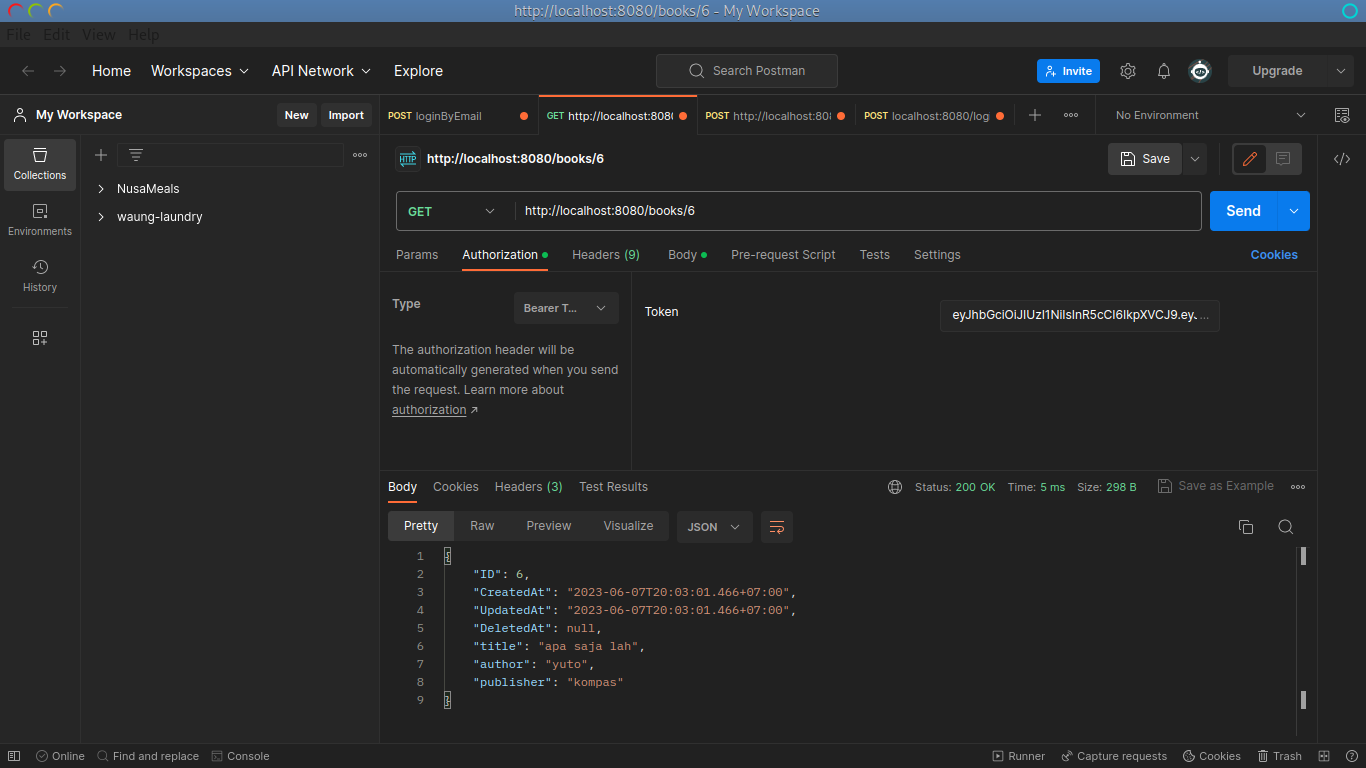 http://localhost:8080/books/6 - My Workspace
File Edit View Help
Home Workspaces API Network Explore Search Postman Invite Upgrade
My Workspace New Import POST loginByEmail GET http://localhost:808 POST http://localhost:80 POST localhost:8080/log No Environment
Collections
Environments
History
NusaMeals
waung-laundry
HTTP http://localhost:8080/books/6 Save
GET http://localhost:8080/books/6 Send
Params Authorization Headers (9) Body Pre-request Script Tests Settings Cookies
Type Bearer T...
The authorization header will be
automatically generated when you send
the request. Learn more about
authorization ↗
Token eyJhbGciOiJIUzI1NiIsInR5cCI6IkpXVCJ9.ey. ...
Body Cookies Headers (3) Test Results Status: 200 OK Time: 5 ms Size: 298 B Save as Example
Pretty Raw Preview Visualize JSON
1 {
2 "ID": 6,
3 "CreatedAt": "2023-06-07T20:03:01.466+07:00",
4 "UpdatedAt": "2023-06-07T20:03:01.466+07:00",
5 "DeletedAt": null,
6 "title": "apa saja lah",
7 "author": "yuto",
8 "publisher": "kompas"
9 }
Online Find and replace Console Runner Capture requests Cookies Trash